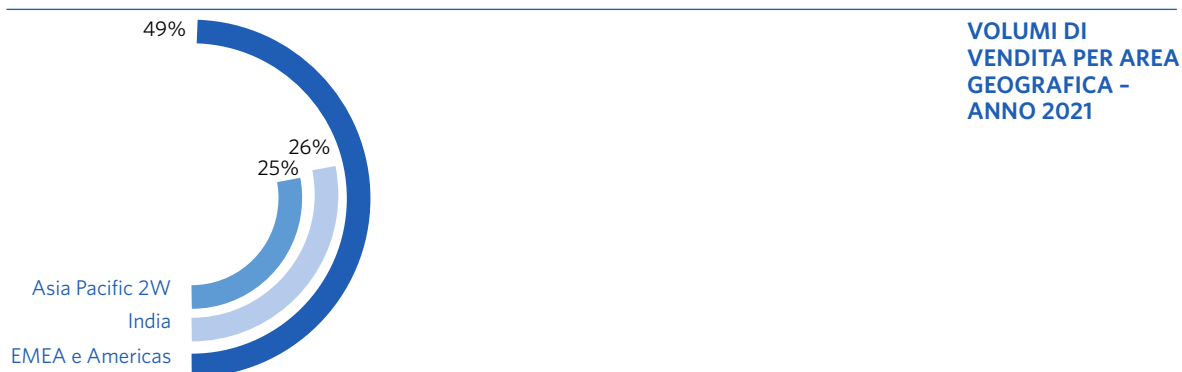 49%
VOLUMI DI
VENDITA PER AREA
GEOGRAFICA –
ANNO 2021
26%
25%
Asia Pacific 2W
India
EMEA e Americas